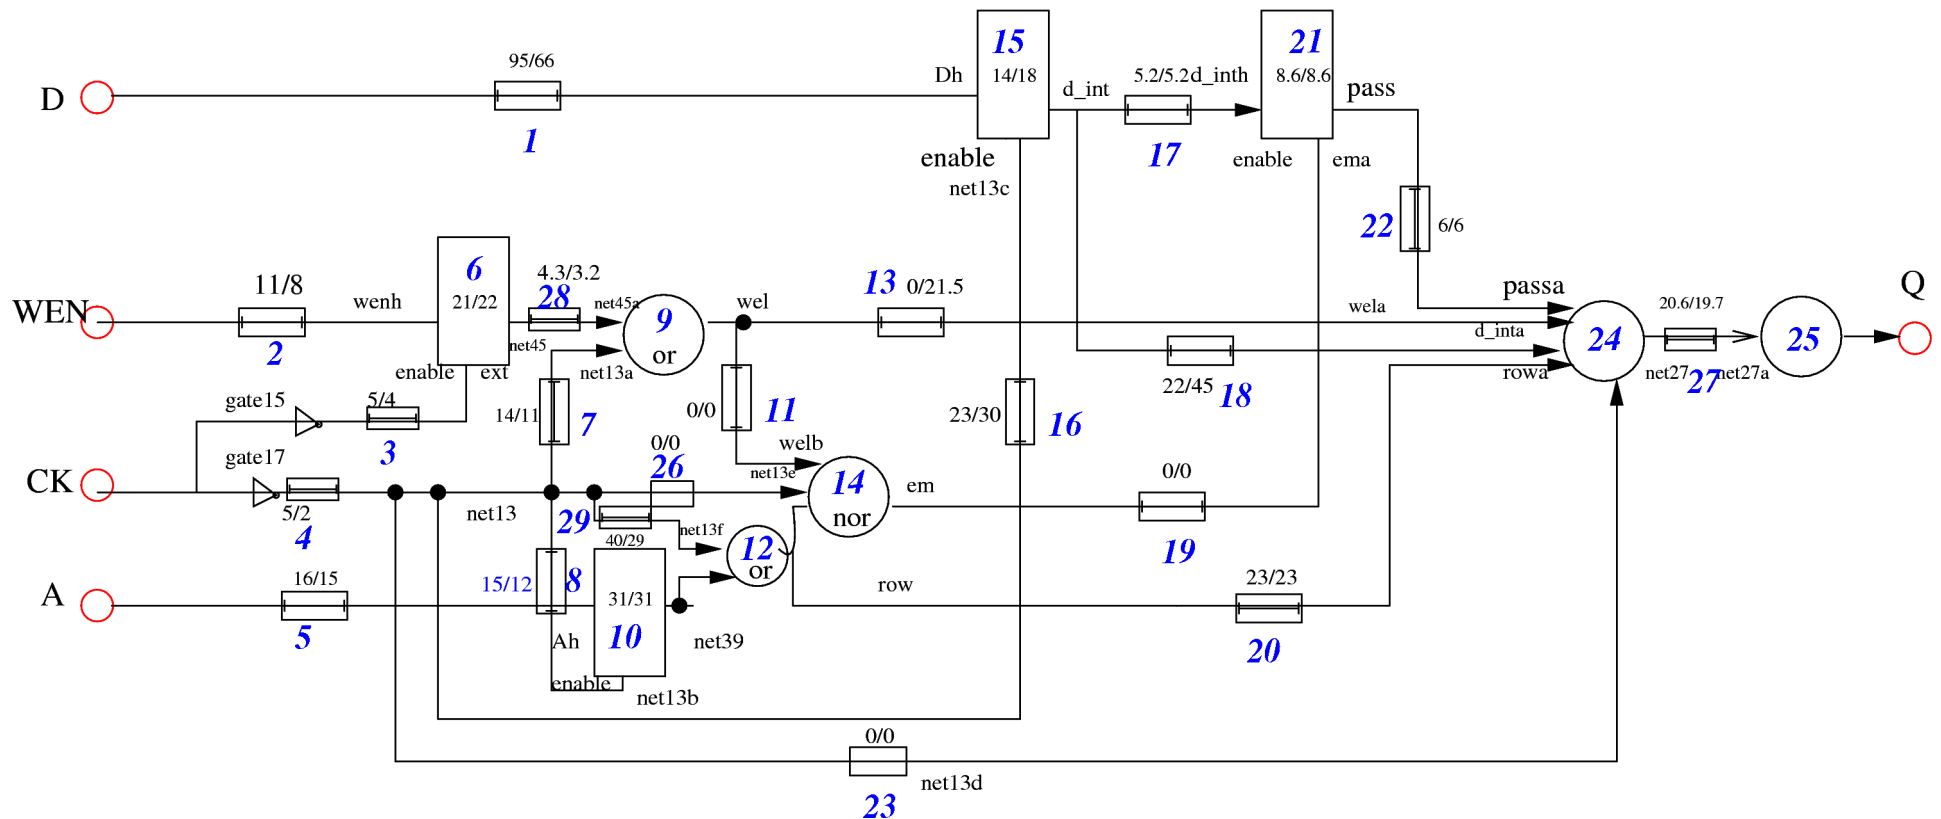 D
95/66
1
Dh
15
14/18
enable
net13c
d_int
5.2/5.2
d_inth
17
21
8.6/8.6
pass
enable
ema
22
6/6
WEN
11/8
2
wenh
6
21/22
enable
ext
4.3/3.2
28
net45a
net45
net13a
9
or
wel
13
0/21.5
wela
passa
d_inta
rowa
22/45
18
24
20.6/19.7
net27
27
net27a
25
Q
gate15
5/4
3
gate17
CK
5/2
4
net13
14/11
7
0/0
11
welb
0/0
26
net13e
14
nor
em
23/30
16
0/0
19
29
40/29
net13f
12
or
A
16/15
5
15/12
8
31/31
10
Ah
enable
net13b
net39
row
23/23
20
0/0
23
net13d